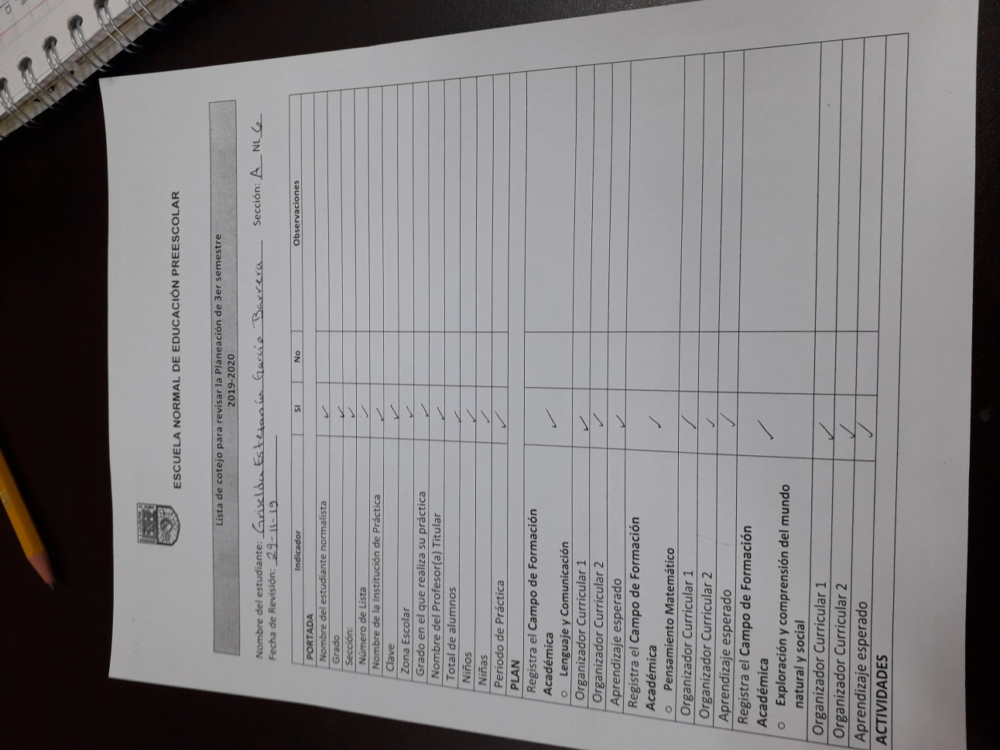 ESCUELA NORMAL DE EDUCACIÓN PREESCOLAR
Lista de cotejo para revisar la Planeación de 3er semestre
2019-2020
Nombre del estudiante: Griselda Estefanía García Barrera Sección: A NL 6
Fecha de Revisión: 29-11-19
Indicador SI No Observaciones
PORTADA
Nombre del estudiante normalista ✓
Grado ✓
Sección: ✓
Número de Lista ✓
Nombre de la Institución de Práctica ✓
Clave ✓
Zona Escolar ✓
Grado en el que realiza su práctica ✓
Nombre del Profesor(a) Titular ✓
Total de alumnos ✓
Niños ✓
Niñas ✓
Periodo de Práctica ✓
PLAN
Registra el Campo de Formación
Académica ✓
○ Lenguaje y Comunicación
Organizador Curricular 1 ✓
Organizador Curricular 2 ✓
Aprendizaje esperado ✓
Registra el Campo de Formación
Académica ✓
○ Pensamiento Matemático
Organizador Curricular 1 ✓
Organizador Curricular 2 ✓
Aprendizaje esperado ✓
Registra el Campo de Formación
Académica ✓
○ Exploración y comprensión del mundo
natural y social
Organizador Curricular 1 ✓
Organizador Curricular 2 ✓
Aprendizaje esperado ✓
ACTIVIDADES